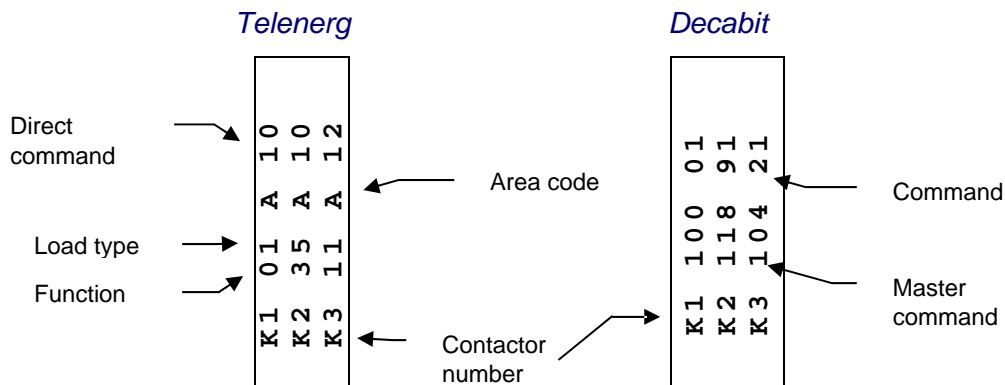 Telenerg
Decabit
Direct
command
Load type
Function
K1 01 A 10
K2 35 A 10
K3 11 A 12
Area code
Contactor
number
K1 100 01
K2 118 91
K3 104 21
Command
Master
command